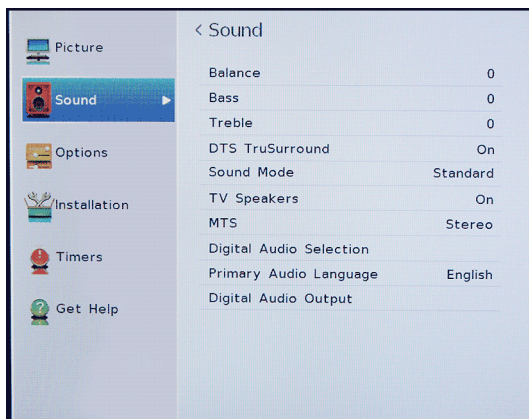 Picture
Sound
Options
Installation
Timers
Get Help
< Sound
Balance 0
Bass 0
Treble 0
DTS TruSurround On
Sound Mode Standard
TV Speakers On
MTS Stereo
Digital Audio Selection
Primary Audio Language English
Digital Audio Output